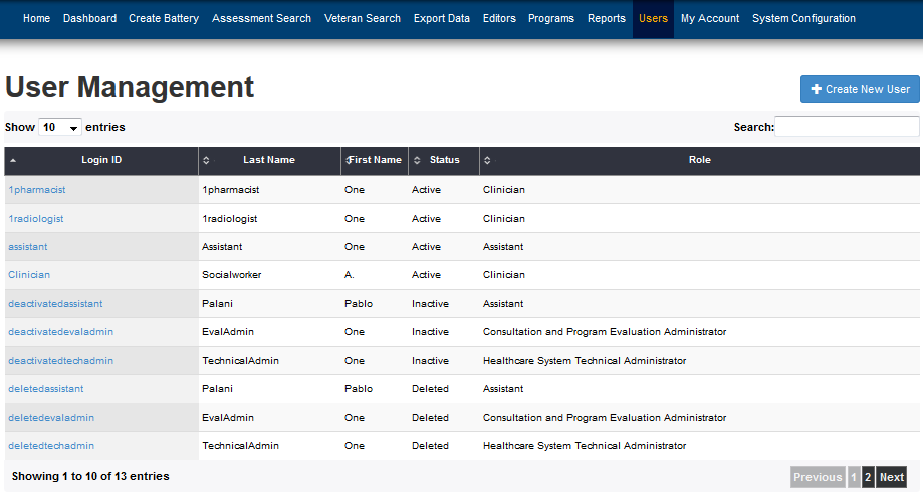 Home Dashboard Create Battery Assessment Search Veteran Search Export Data Editors Programs Reports Users My Account System Configuration
User Management
Create New User
Show 10 entries Search:
Login ID Last Name First Name Status Role
1pharmacist 1pharmacist One Active Clinician
1radiologist 1radiologist One Active Clinician
assistant Assistant One Active Assistant
Clinician Socialworker A. Active Clinician
deactivatedassistant Palani Pablo Inactive Assistant
deactivatedevaladmin EvalAdmin One Inactive Consultation and Program Evaluation Administrator
deactivatedtechadmin TechnicalAdmin One Inactive Healthcare System Technical Administrator
deletedassistant Palani Pablo Deleted Assistant
deletedevaladmin EvalAdmin One Deleted Consultation and Program Evaluation Administrator
deletedtechadmin TechnicalAdmin One Deleted Healthcare System Technical Administrator
Showing 1 to 10 of 13 entries Previous 1 2 Next